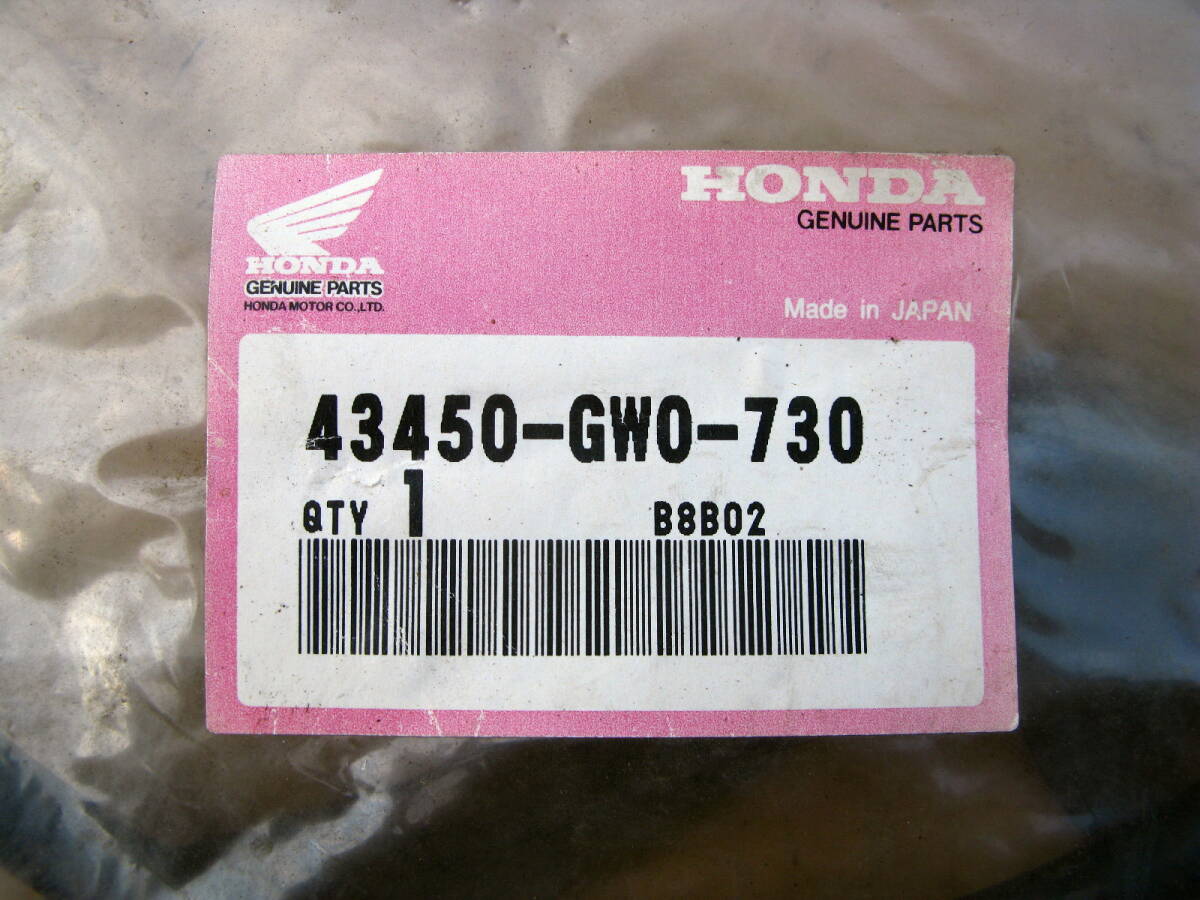 HONDA
GENUINE PARTS
HONDA MOTOR CO.,LTD.
HONDA
GENUINE PARTS
Made in JAPAN
43450-GW0-730
QTY 1 B8B02